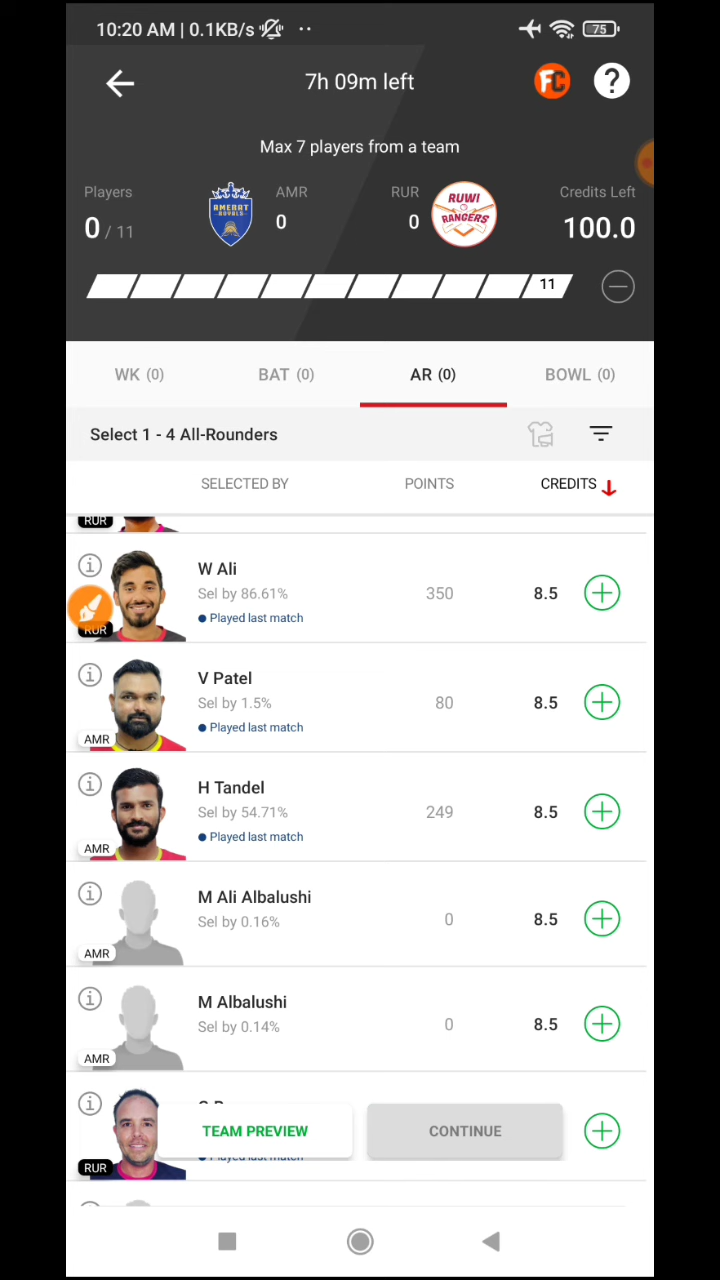 10:20 AM | 0.1KB/s
75
7h 09m left
FC
?
Max 7 players from a team
Players
AMR
RUR
Credits Left
0 / 11
AMERAT
ROYALS
0
0
RUWI
RANGERS
100.0
11
WK (0)
BAT (0)
AR (0)
BOWL (0)
Select 1 - 4 All-Rounders
SELECTED BY
POINTS
CREDITS
RUR
W Ali
Sel by 86.61%
350
8.5
Played last match
RUR
V Patel
Sel by 1.5%
80
8.5
Played last match
AMR
H Tandel
Sel by 54.71%
249
8.5
Played last match
AMR
M Ali Albalushi
Sel by 0.16%
0
8.5
AMR
M Albalushi
Sel by 0.14%
0
8.5
AMR
TEAM PREVIEW
CONTINUE
Played last match
RUR